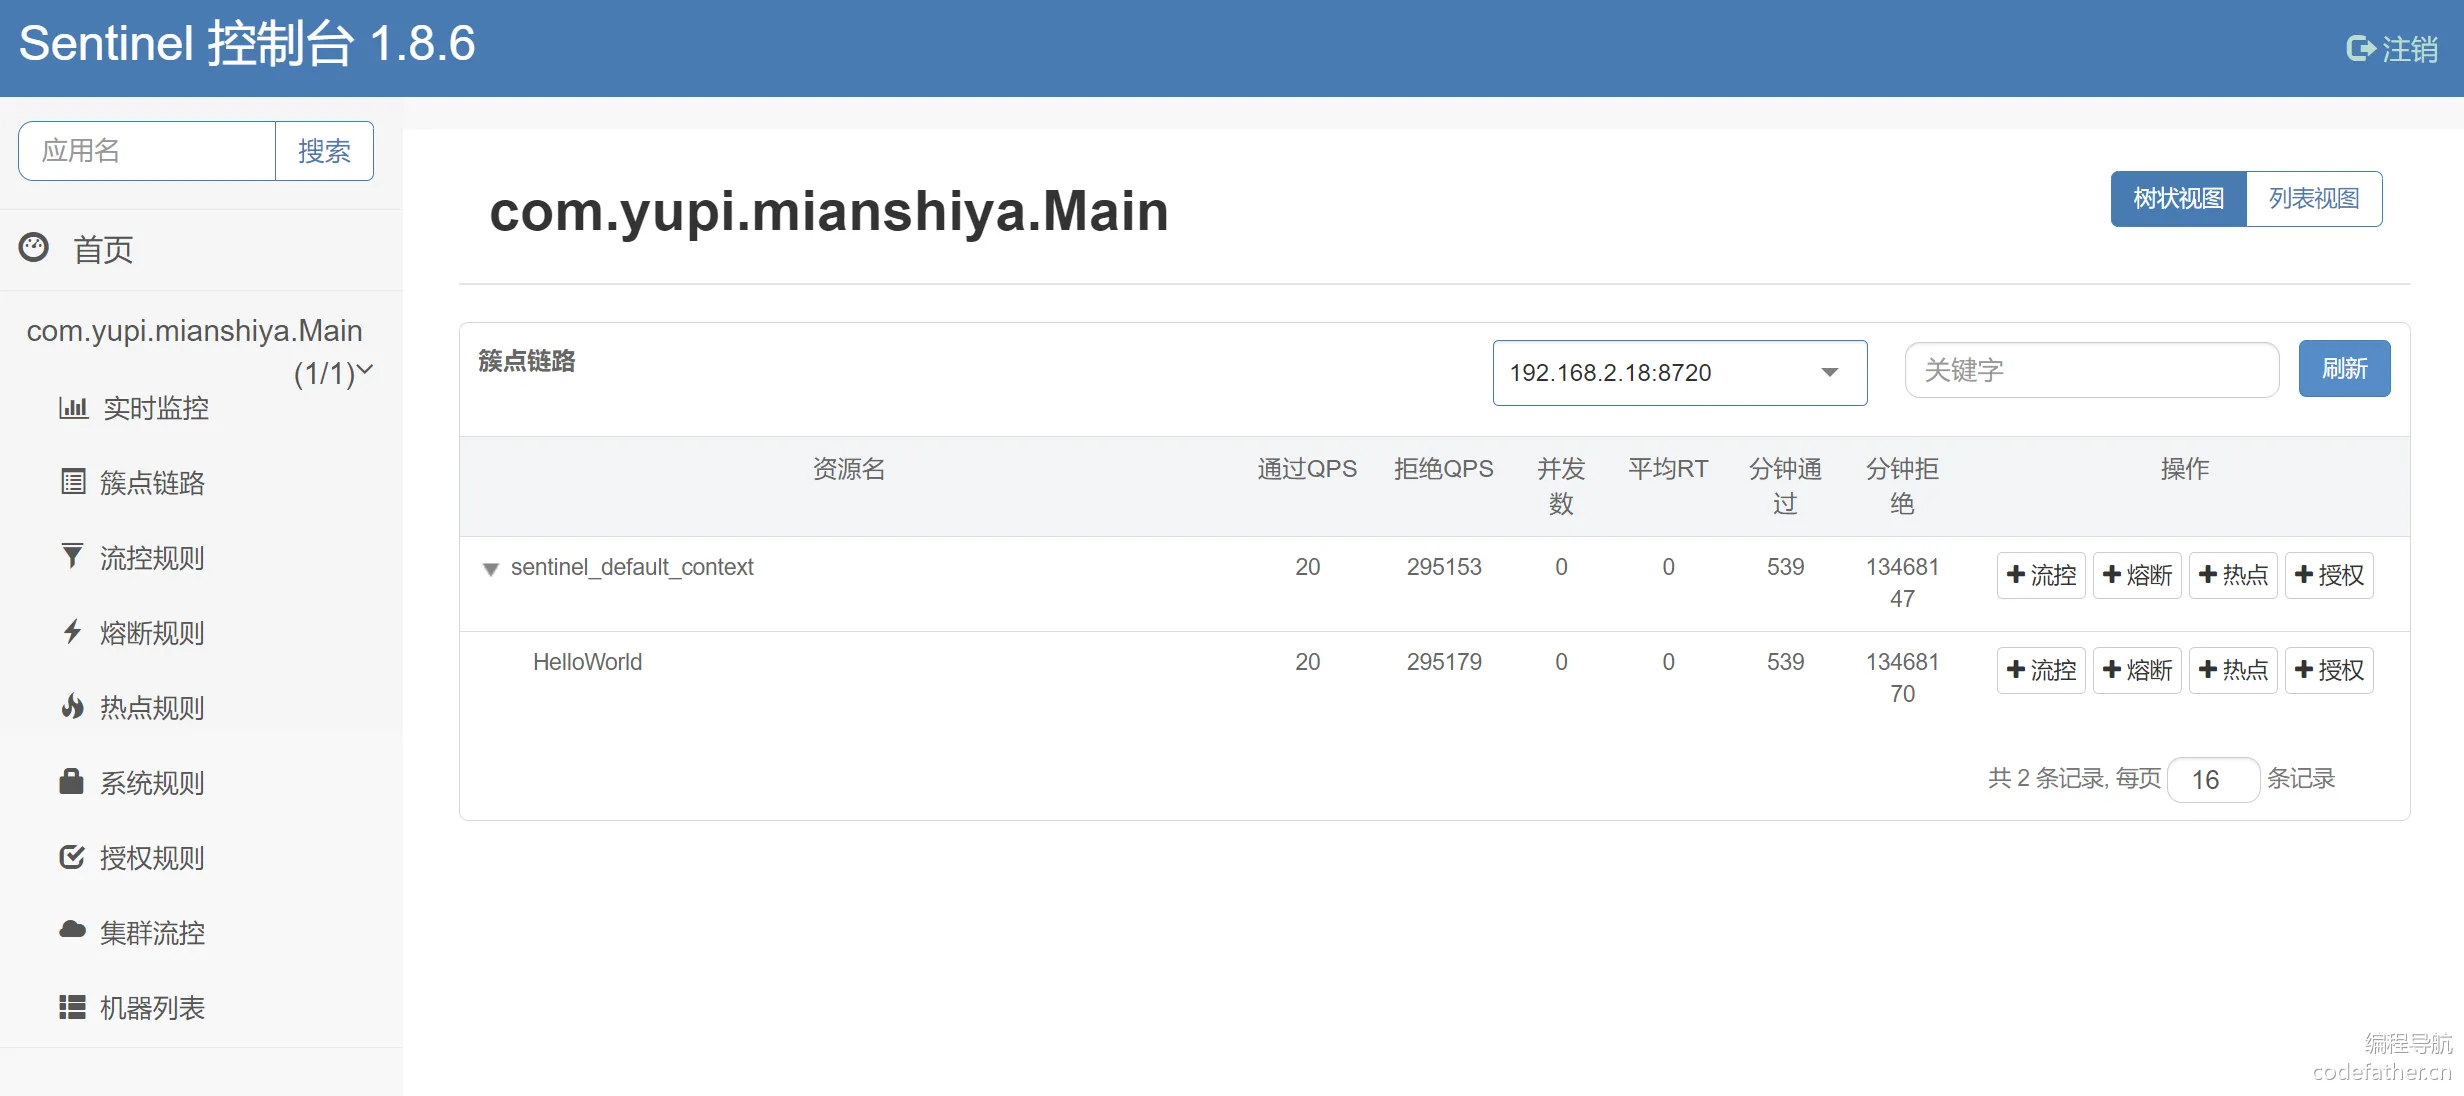 Sentinel 控制台 1.8.6
注销
应用名
搜索
首页
com.yupi.mianshiya.Main
(1/1)
实时监控
簇点链路
流控规则
熔断规则
热点规则
系统规则
授权规则
集群流控
机器列表
com.yupi.mianshiya.Main
树状视图
列表视图
簇点链路
192.168.2.18:8720
关键字
刷新
资源名 通过QPS 拒绝QPS 并发 平均RT 分钟通 分钟拒 操作
数 过 绝
sentinel_default_context 20 295153 0 0 539 134681 流控 熔断 热点 授权
47
HelloWorld 20 295179 0 0 539 134681 流控 熔断 热点 授权
70
共 2 条记录, 每页 16 条记录
编程导航
codefather.cn